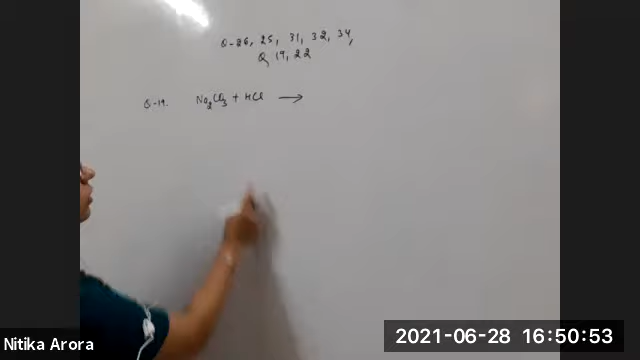 Q-26, 25, 31, 32, 34,
Q, 19, 22
Q-19. Na₂CO₃ + HCl →
Nitika Arora
2021-06-28 16:50:53